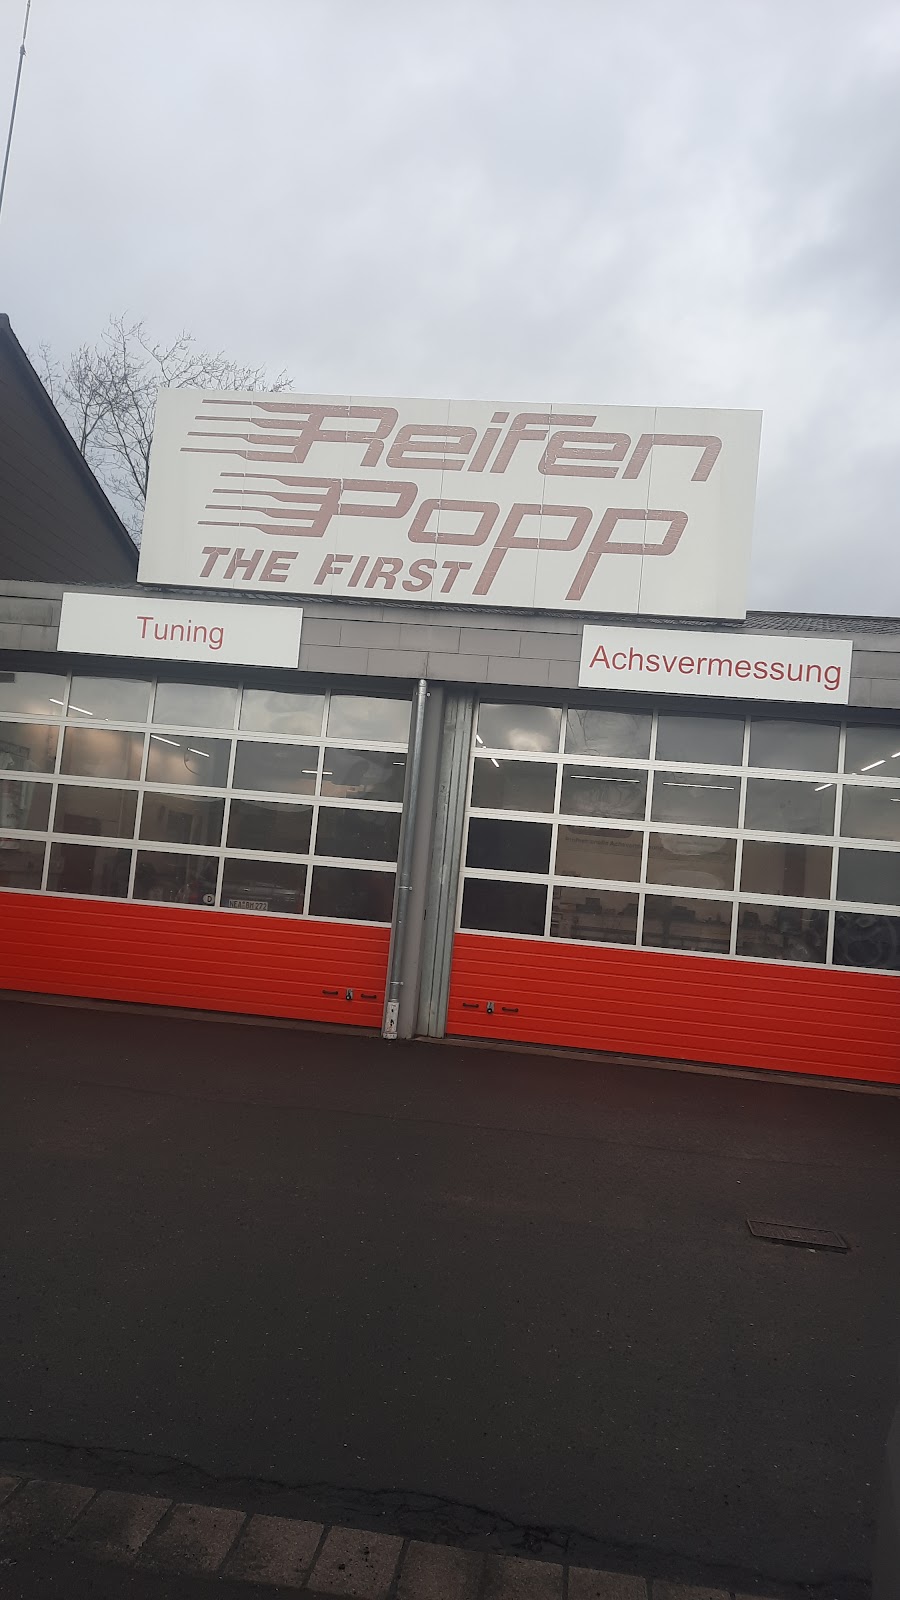 Reifen
Popp
THE FIRST
Tuning
Achsvermessung
D